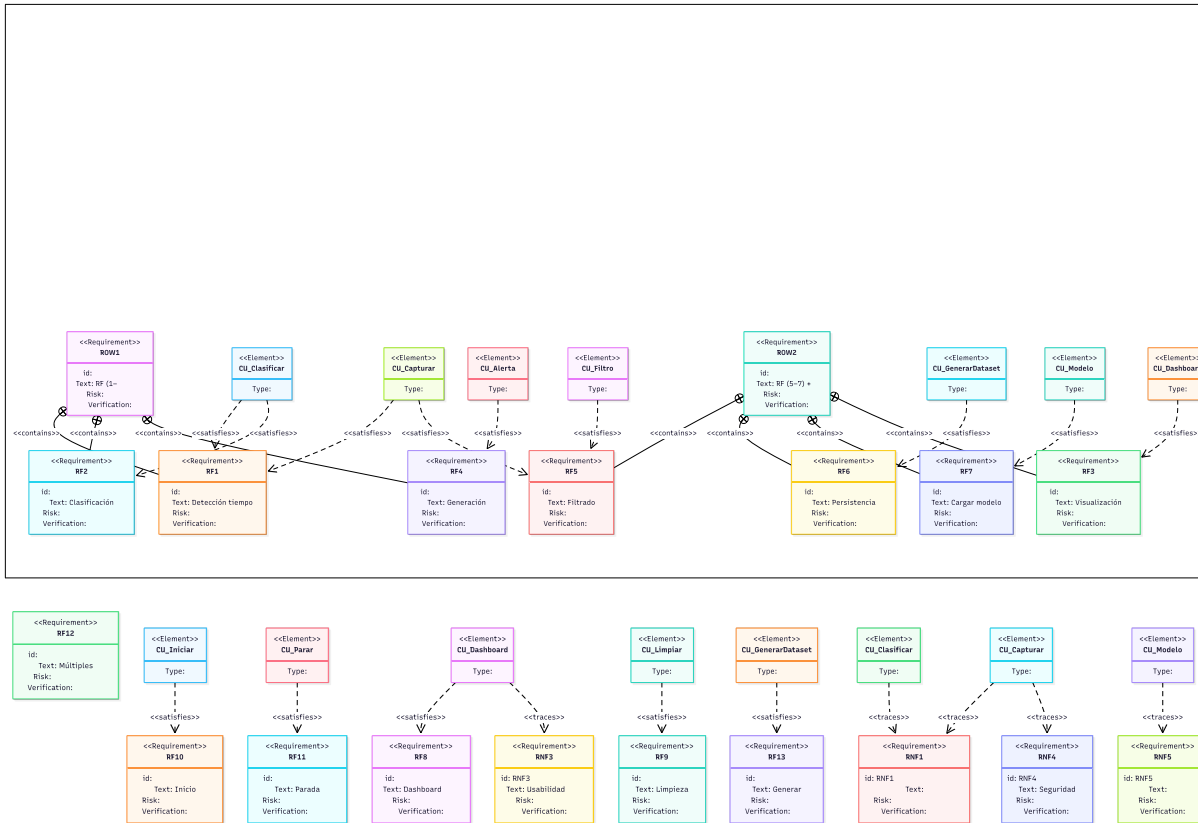 <<Requirement>>
ROW1
id:
Text: RF (1–
Risk:
Verification:
<<Element>>
CU_Clasificar
Type:
<<Element>>
CU_Capturar
Type:
<<Element>>
CU_Alerta
Type:
<<Element>>
CU_Filtro
Type:
<<Requirement>>
ROW2
id:
Text: RF (5–7) +
Risk:
Verification:
<<Element>>
CU_GenerarDataset
Type:
<<Element>>
CU_Modelo
Type:
<<Element>>
CU_Dashboar
Type:
<<contains>>
<<contains>>
<<contains>>
<<satisfies>>
<<satisfies>>
<<satisfies>>
<<satisfies>>
<<satisfies>>
<<satisfies>>
<<contains>>
<<contains>>
<<contains>>
<<contains>>
<<satisfies>>
<<satisfies>>
<<satisfies>>
<<Requirement>>
RF2
id:
Text: Clasificación
Risk:
Verification:
<<Requirement>>
RF1
id:
Text: Detección tiempo
Risk:
Verification:
<<Requirement>>
RF4
id:
Text: Generación
Risk:
Verification:
<<Requirement>>
RF5
id:
Text: Filtrado
Risk:
Verification:
<<Requirement>>
RF6
id:
Text: Persistencia
Risk:
Verification:
<<Requirement>>
RF7
id:
Text: Cargar modelo
Risk:
Verification:
<<Requirement>>
RF3
id:
Text: Visualización
Risk:
Verification:
<<Requirement>>
RF12
id:
Text: Múltiples
Risk:
Verification:
<<Element>>
CU_Iniciar
Type:
<<Element>>
CU_Parar
Type:
<<Element>>
CU_Dashboard
Type:
<<Element>>
CU_Limpiar
Type:
<<Element>>
CU_GenerarDataset
Type:
<<Element>>
CU_Clasificar
Type:
<<Element>>
CU_Capturar
Type:
<<Element>>
CU_Modelo
Type:
<<satisfies>>
<<satisfies>>
<<satisfies>>
<<traces>>
<<satisfies>>
<<satisfies>>
<<traces>>
<<traces>>
<<traces>>
<<traces>>
<<Requirement>>
RF10
id:
Text: Inicio
Risk:
Verification:
<<Requirement>>
RF11
id:
Text: Parada
Risk:
Verification:
<<Requirement>>
RF8
id:
Text: Dashboard
Risk:
Verification:
<<Requirement>>
RNF3
id: RNF3
Text: Usabilidad
Risk:
Verification:
<<Requirement>>
RF9
id:
Text: Limpieza
Risk:
Verification:
<<Requirement>>
RF13
id:
Text: Generar
Risk:
Verification:
<<Requirement>>
RNF1
id: RNF1
Text:
Risk:
Verification:
<<Requirement>>
RNF4
id: RNF4
Text: Seguridad
Risk:
Verification:
<<Requirement>>
RNF5
id: RNF5
Text:
Risk:
Verification: